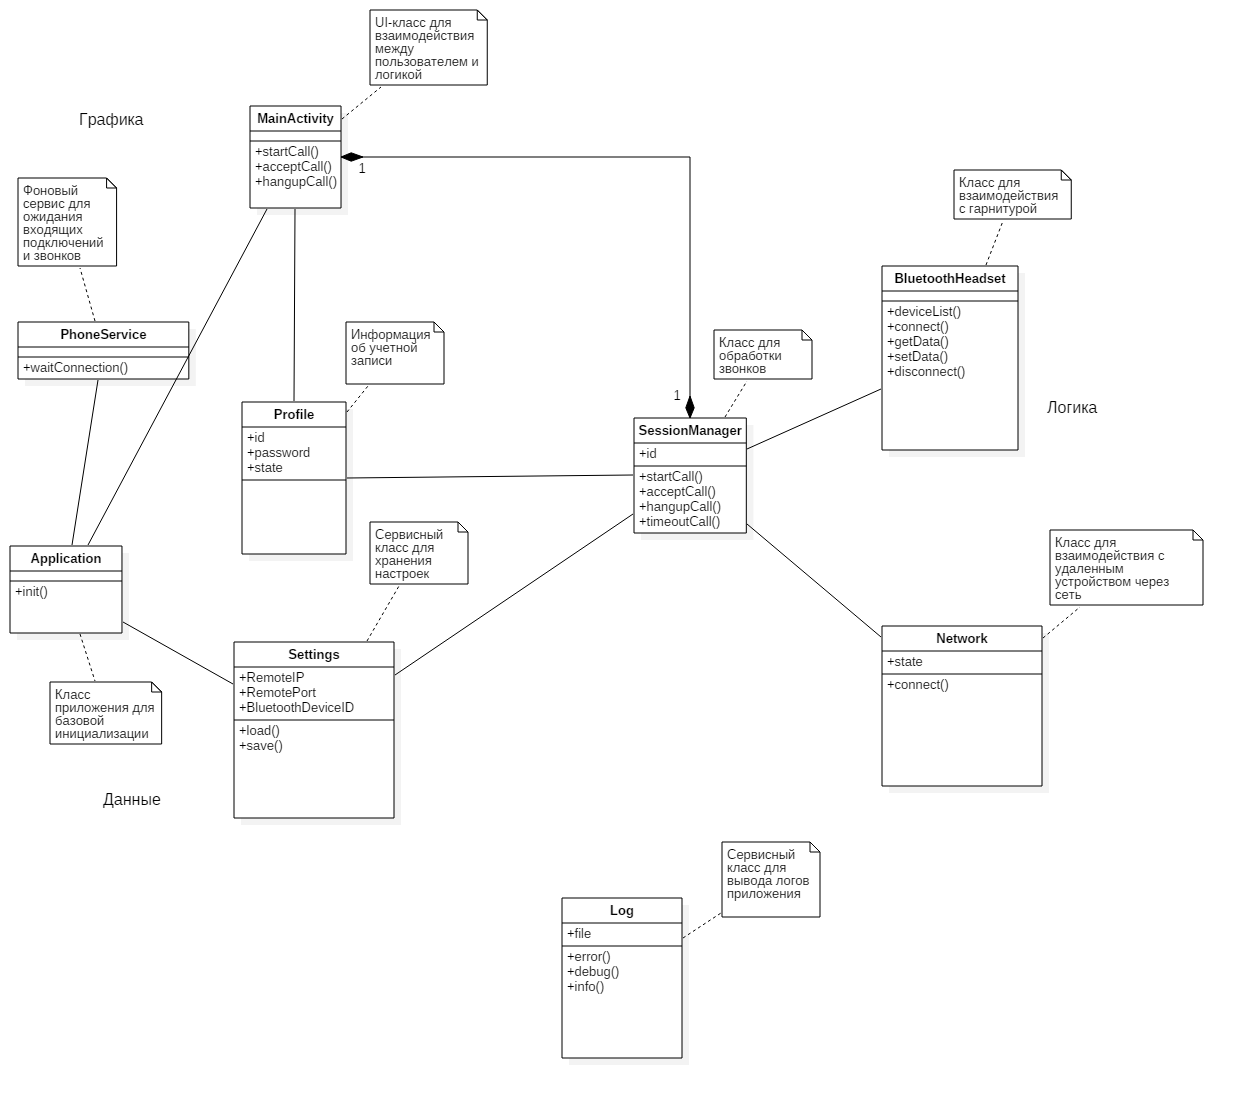 UI-класс для
взаимодействия
между
пользователем и
логикой
Графика
MainActivity
+startCall()
+acceptCall()
+hangupCall()
1
Фоновый
сервис для
ожидания
входящих
подключений
и звонков
Класс для
взаимодействия
с гарнитурой
BluetoothHeadset
+deviceList()
+connect()
+getData()
+setData()
+disconnect()
PhoneService
+waitConnection()
Информация
об учетной
записи
Класс для
обработки
звонков
Логика
Profile
+id
+password
+state
1
SessionManager
+id
+startCall()
+acceptCall()
+hangupCall()
+timeoutCall()
Сервисный
класс для
хранения
настроек
Класс для
взаимодействия с
удаленным
устройством через
сеть
Application
+init()
Settings
+RemoteIP
+RemotePort
+BluetoothDeviceID
+load()
+save()
Network
+state
+connect()
Класс
приложения для
базовой
инициализации
Данные
Сервисный
класс для
вывода логов
приложения
Log
+file
+error()
+debug()
+info()